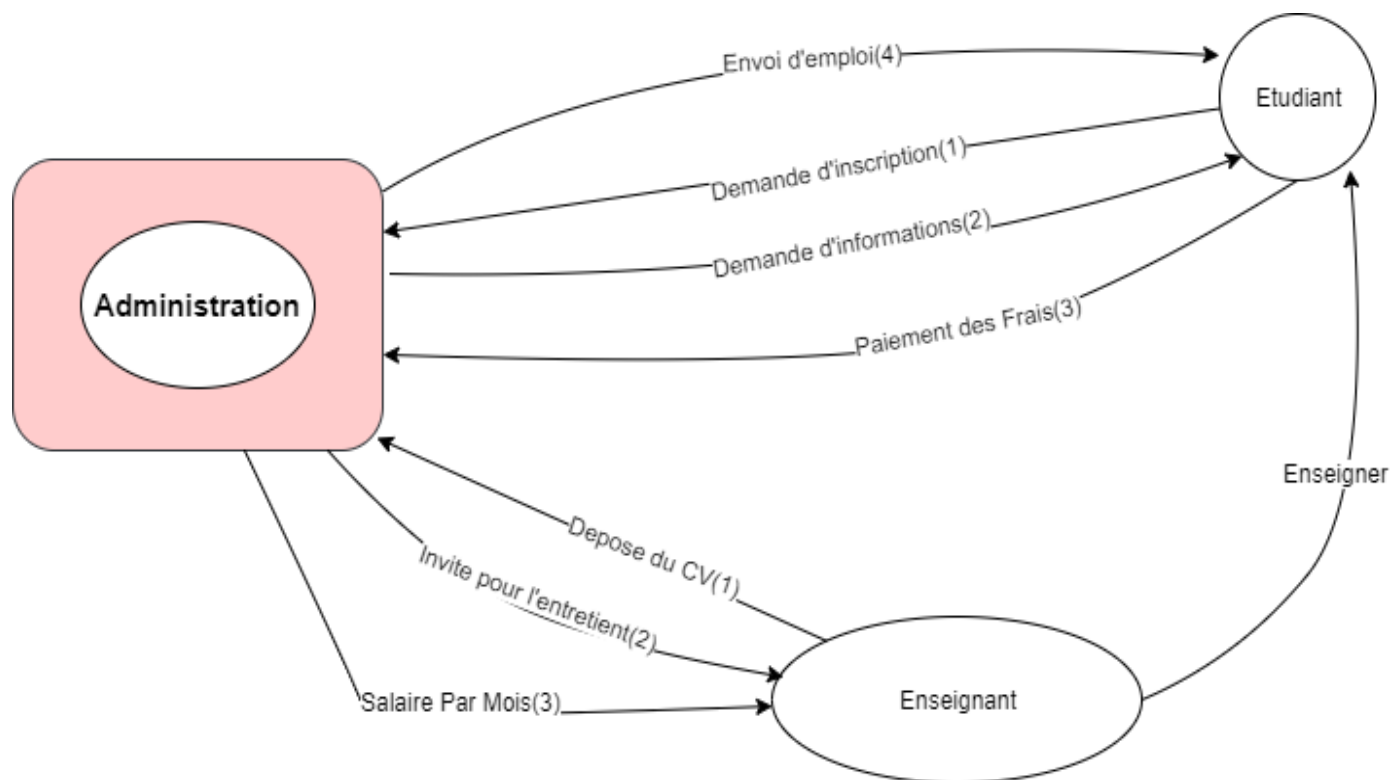 Envoi d'emploi(4)
Etudiant
Demande d'inscription(1)
Demande d'informations(2)
Administration
Paiement des Frais(3)
Enseigner
Depose du CV(1)
Invite pour l'entretient(2)
Salaire Par Mois(3)
Enseignant